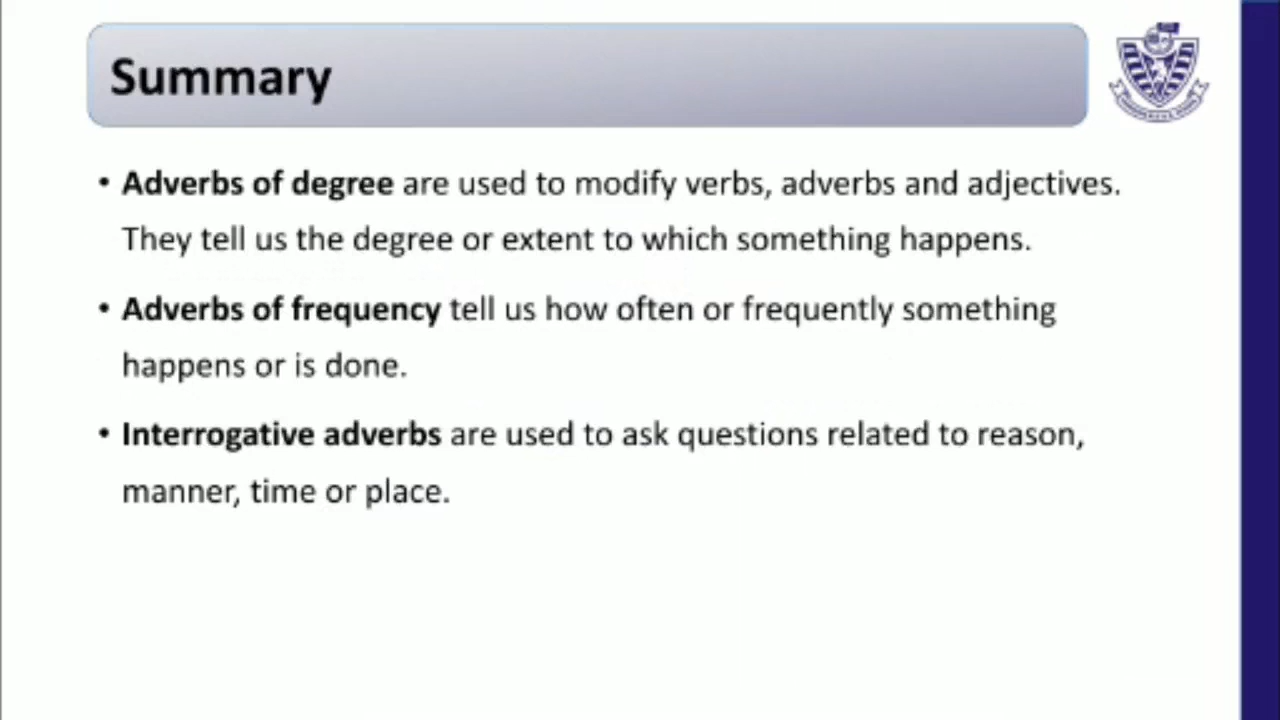 Summary
• Adverbs of degree are used to modify verbs, adverbs and adjectives.
They tell us the degree or extent to which something happens.
• Adverbs of frequency tell us how often or frequently something
happens or is done.
• Interrogative adverbs are used to ask questions related to reason,
manner, time or place.